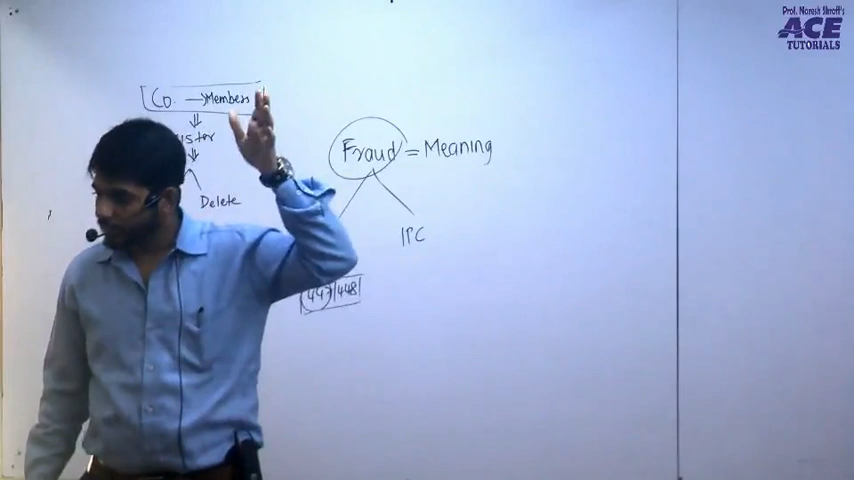 Prof. Naresh Shroff's
ACE
TUTORIALS
Co. → Members
Delete
Fraud = Meaning
IPC
447 448